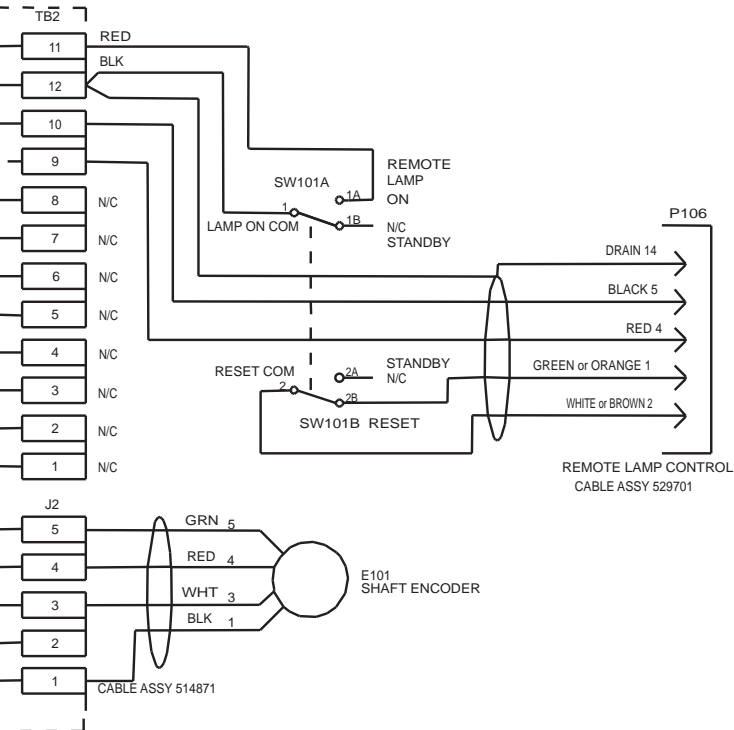 TB2
11 RED
BLK
12
10
9
8 N/C
7 N/C
6 N/C
5 N/C
4 N/C
3 N/C
2 N/C
1 N/C
SW101A
1
LAMP ON COM
1A
1B
REMOTE
LAMP
ON
N/C
STANDBY
RESET COM
2
2A
2B
STANDBY
N/C
SW101B RESET
P106
DRAIN 14
BLACK 5
RED 4
GREEN or ORANGE 1
WHITE or BROWN 2
REMOTE LAMP CONTROL
CABLE ASSY 529701
J2
5 GRN 5
4 RED 4
3 WHT 3
2 BLK 1
1
CABLE ASSY 514871
E101
SHAFT ENCODER